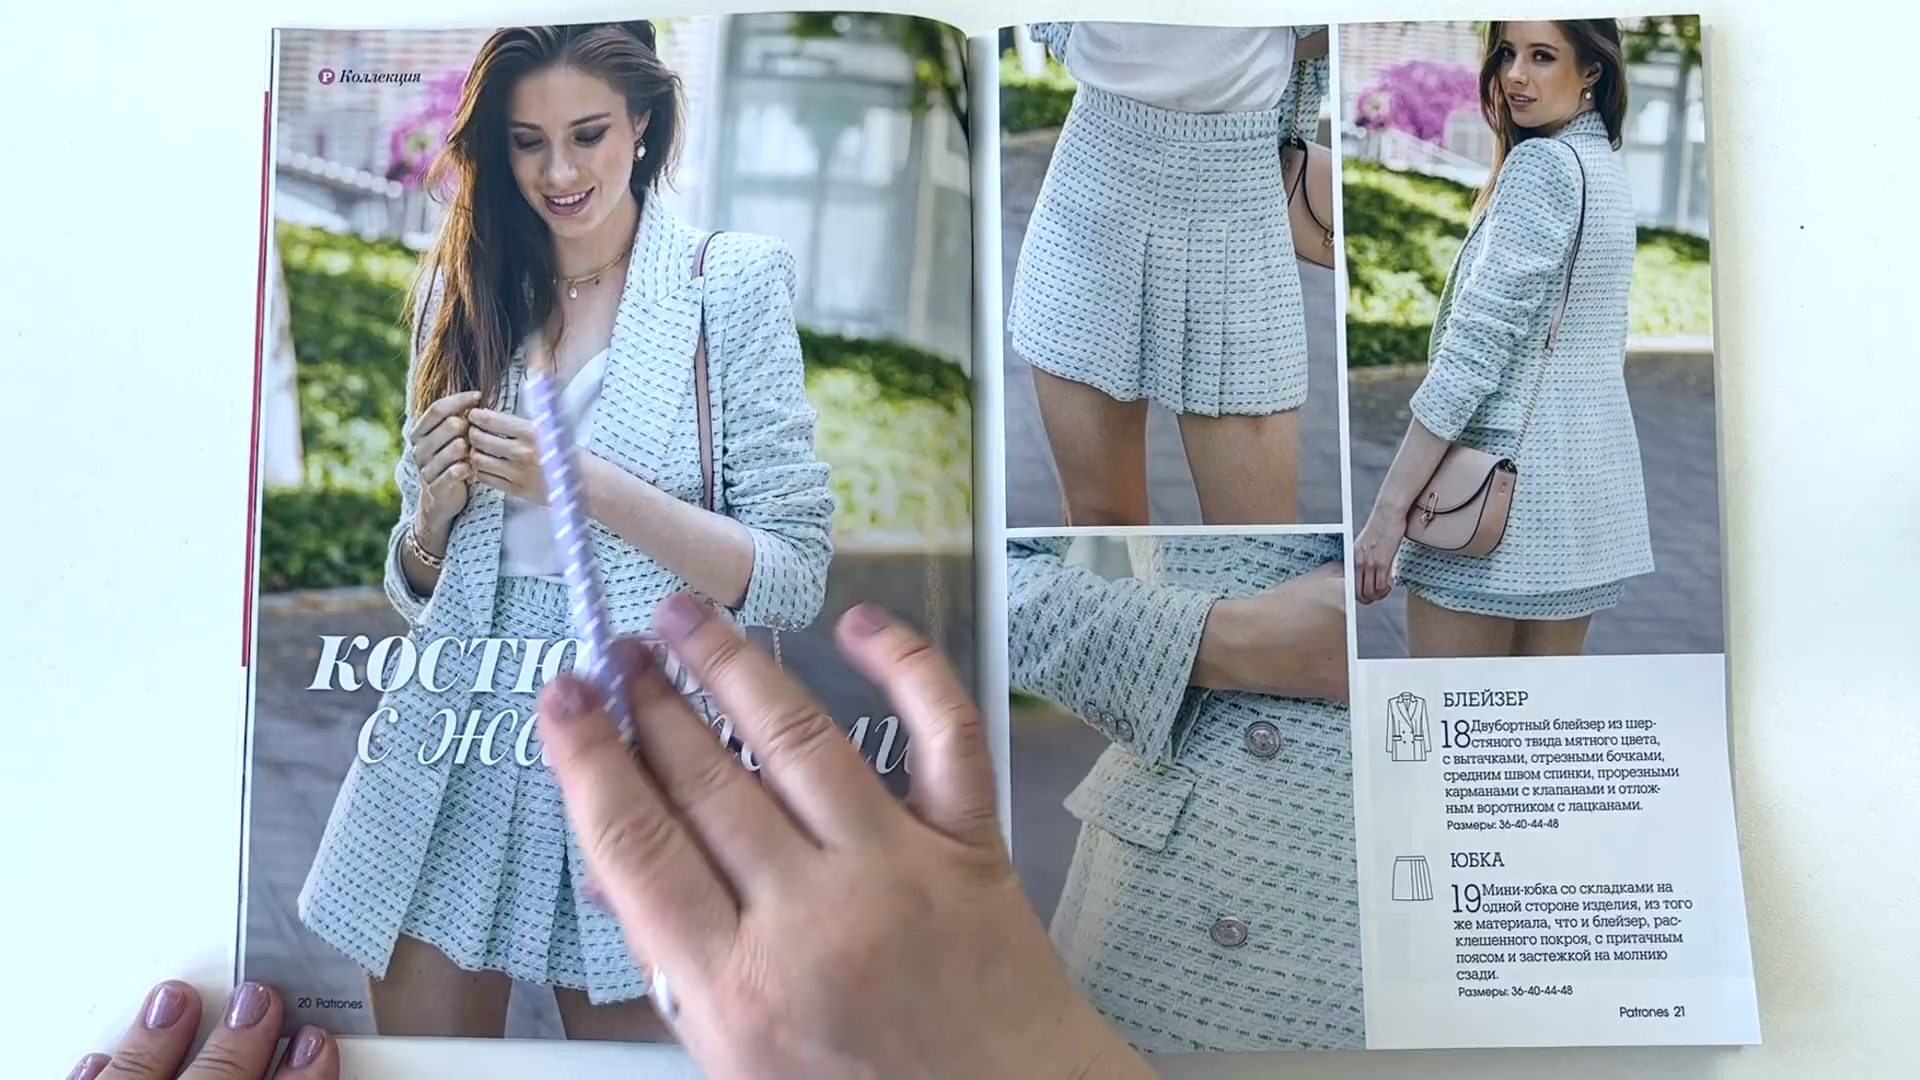 P Коллекция
с
20 Patrones
БЛЕЙЗЕР
18 Двубортный блейзер из шер-
стяного твида мятного цвета,
с вытачками, отрезными бочками,
средним швом спинки, прорезными
карманами с клапанами и отлож-
ным воротником с лацканами.
Размеры: 36-40-44-48
ЮБКА
19 Мини-юбка со складками на
одной стороне изделия, из того
же материала, что и блейзер, рас-
клешенного покроя, с притачным
поясом и застежкой на молнию
сзади.
Размеры: 36-40-44-48
Patrones 21